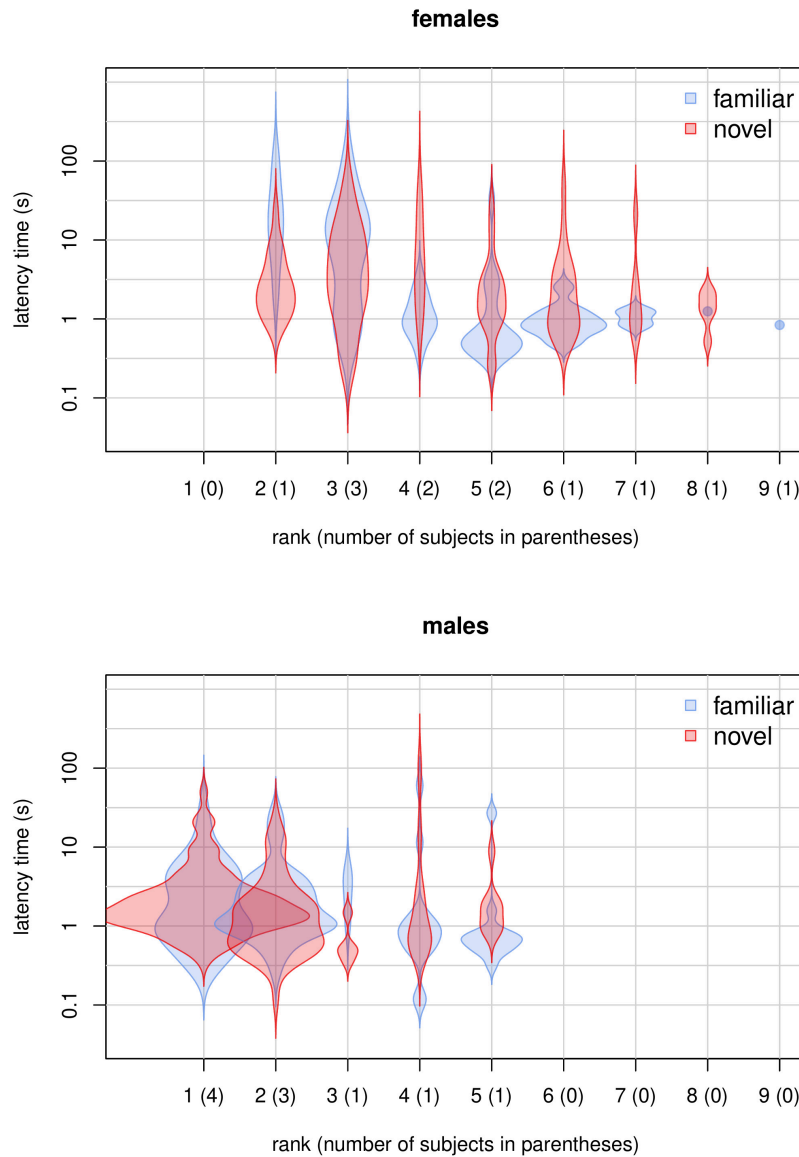 females
familiar
novel
latency time (s)
100
10
1
0.1
1 (0) 2 (1) 3 (3) 4 (2) 5 (2) 6 (1) 7 (1) 8 (1) 9 (1)
rank (number of subjects in parentheses)
males
familiar
novel
latency time (s)
100
10
1
0.1
1 (4) 2 (3) 3 (1) 4 (1) 5 (1) 6 (0) 7 (0) 8 (0) 9 (0)
rank (number of subjects in parentheses)